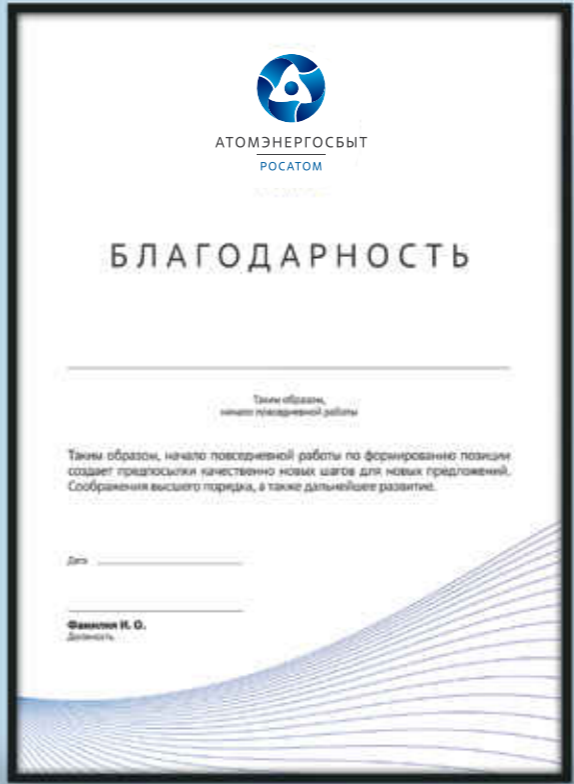 АТОМЭНЕРГОСБЫТ
РОСАТОМ
БЛАГОДАРНОСТЬ
Таким образом,
начало повседневной работы
Таким образом, начало повседневной работы по формированию позиции
создает предпосылки качественно новых шагов для новых предложений.
Соображения высшего порядка, а также дальнейшее развитие.
Дата
Фамилия И. О.
Должность